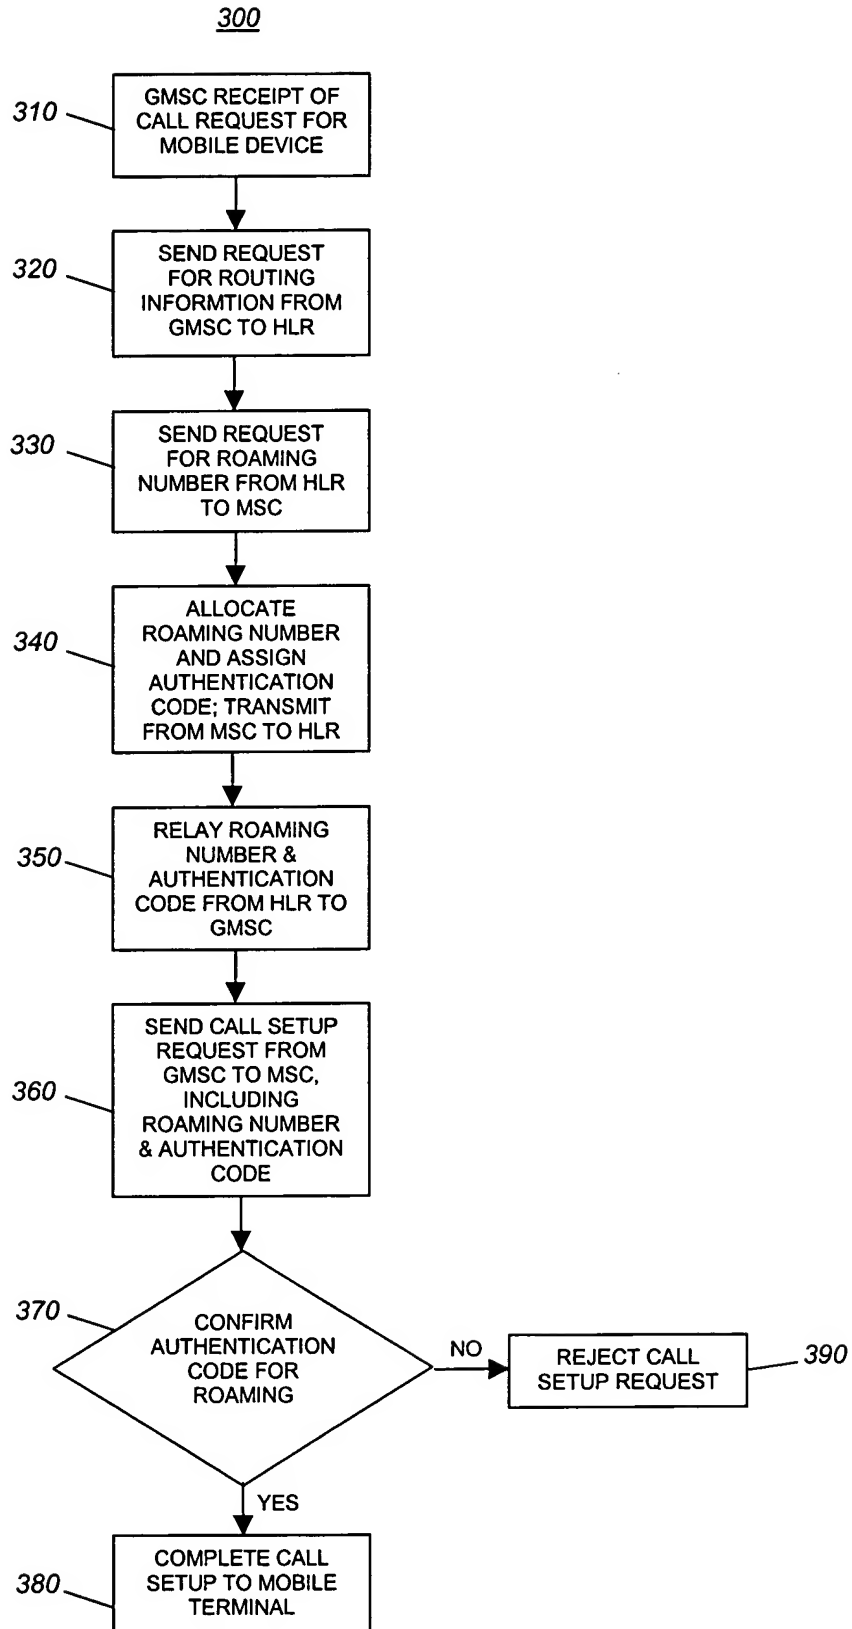 300
310
GMSC RECEIPT OF
CALL REQUEST FOR
MOBILE DEVICE
320
SEND REQUEST
FOR ROUTING
INFORMTION FROM
GMSC TO HLR
330
SEND REQUEST
FOR ROAMING
NUMBER FROM HLR
TO MSC
340
ALLOCATE
ROAMING NUMBER
AND ASSIGN
AUTHENTICATION
CODE; TRANSMIT
FROM MSC TO HLR
350
RELAY ROAMING
NUMBER &
AUTHENTICATION
CODE FROM HLR TO
GMSC
360
SEND CALL SETUP
REQUEST FROM
GMSC TO MSC,
INCLUDING
ROAMING NUMBER
& AUTHENTICATION
CODE
370
CONFIRM
AUTHENTICATION
CODE FOR
ROAMING
NO
REJECT CALL
SETUP REQUEST
390
YES
380
COMPLETE CALL
SETUP TO MOBILE
TERMINAL